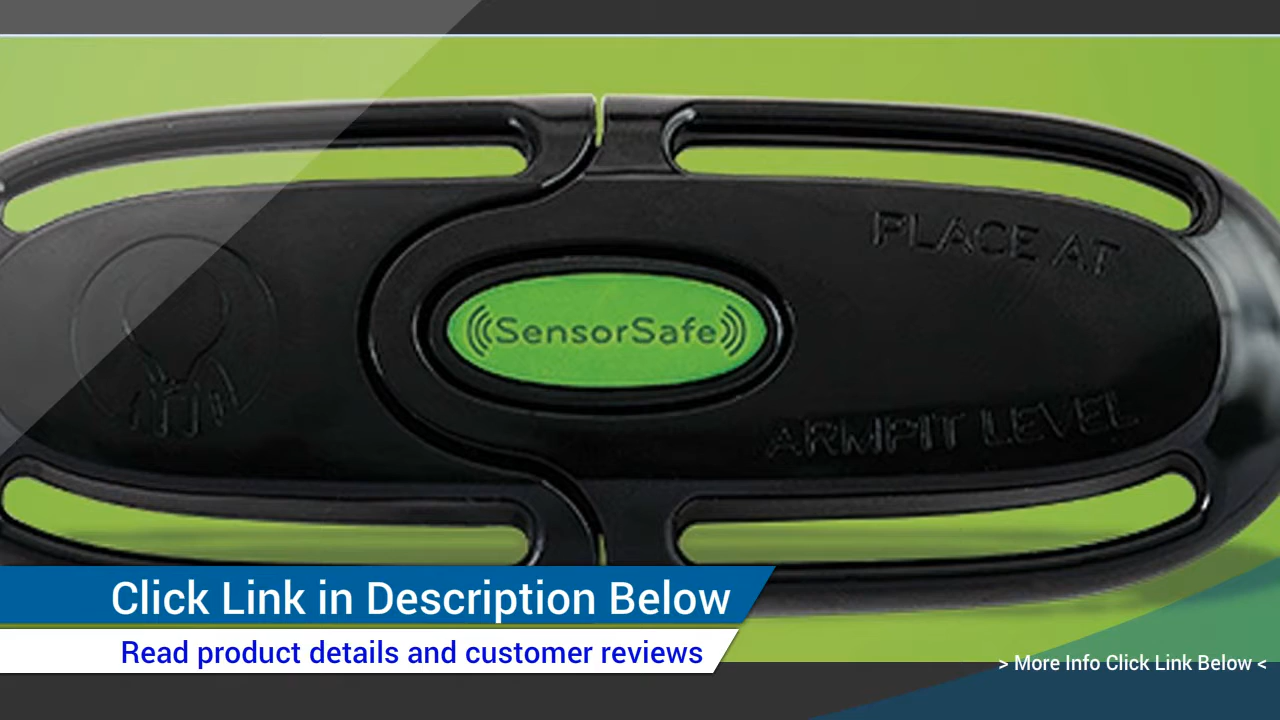 PLACE AT
((SensorSafe))
ARMPIT LEVEL
Click Link in Description Below
Read product details and customer reviews
> More Info Click Link Below <